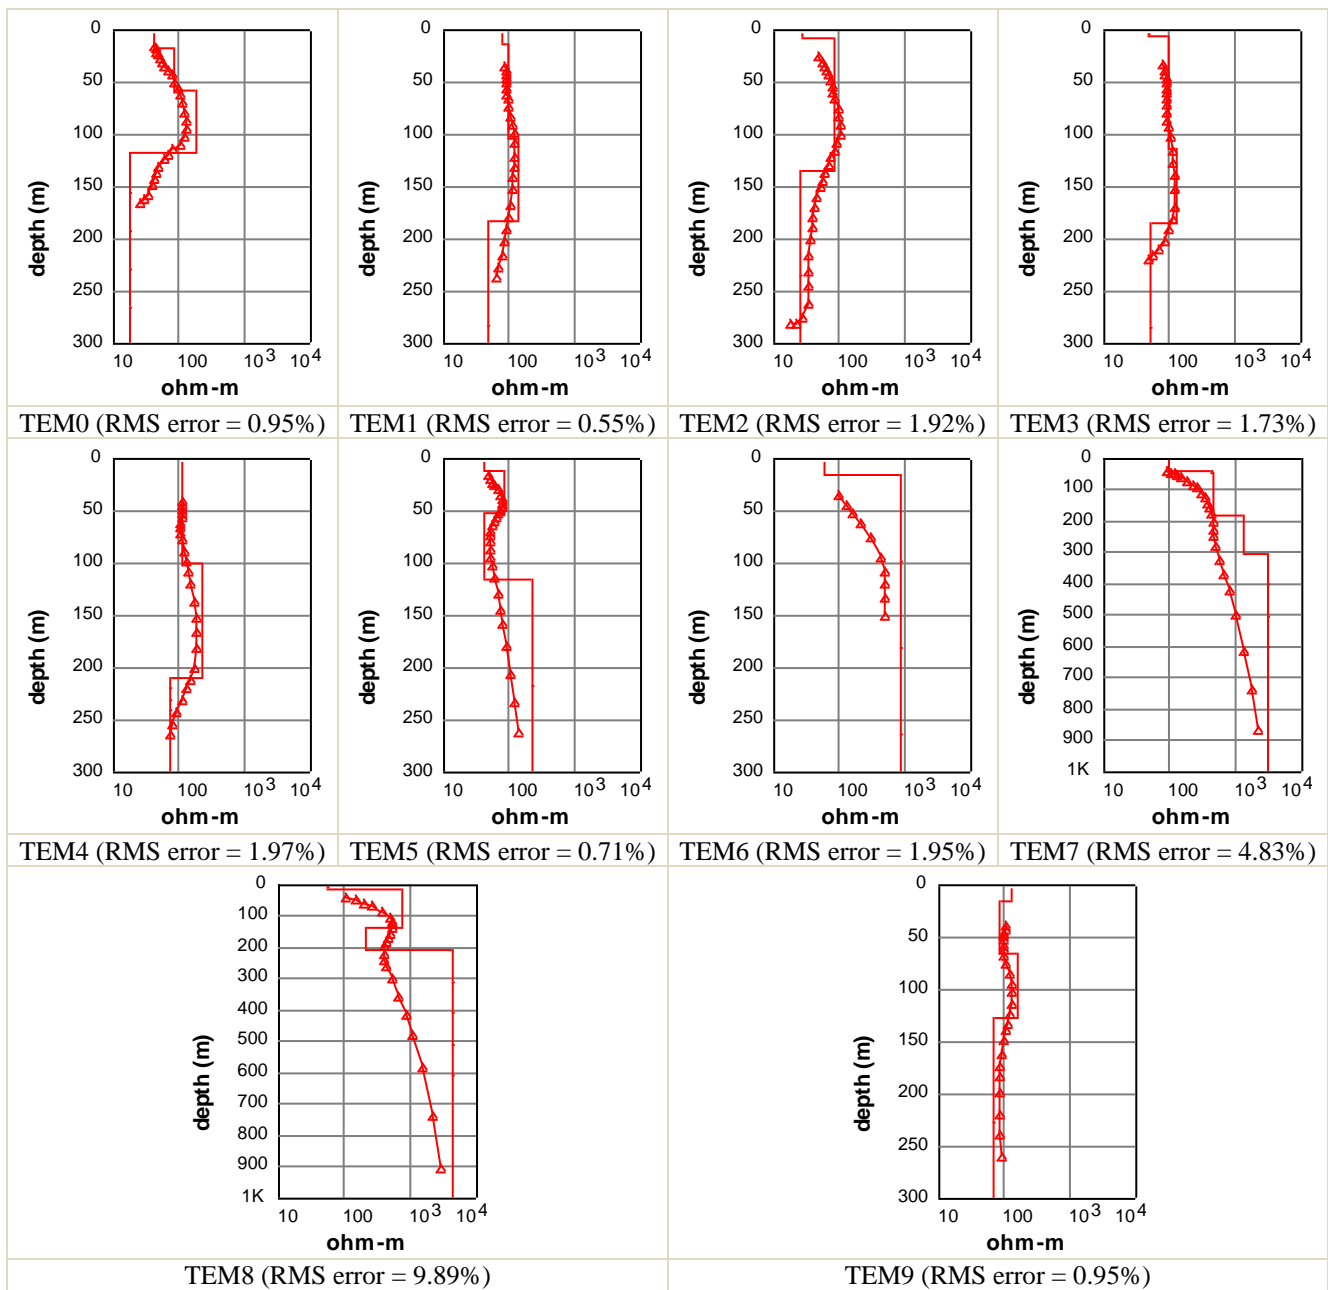 0
50
100
150
200
250
300
depth (m)
10 100 10³ 10⁴
ohm-m
0
50
100
150
200
250
300
depth (m)
10 100 10³ 10⁴
ohm-m
0
50
100
150
200
250
300
depth (m)
10 100 10³ 10⁴
ohm-m
0
50
100
150
200
250
300
depth (m)
10 100 10³ 10⁴
ohm-m
TEM0 (RMS error = 0.95%)
TEM1 (RMS error = 0.55%)
TEM2 (RMS error = 1.92%)
TEM3 (RMS error = 1.73%)
0
50
100
150
200
250
300
depth (m)
10 100 10³ 10⁴
ohm-m
0
50
100
150
200
250
300
depth (m)
10 100 10³ 10⁴
ohm-m
0
50
100
150
200
250
300
depth (m)
10 100 10³ 10⁴
ohm-m
0
100
200
300
400
500
600
700
800
900
1K
depth (m)
10 100 10³ 10⁴
ohm-m
TEM4 (RMS error = 1.97%)
TEM5 (RMS error = 0.71%)
TEM6 (RMS error = 1.95%)
TEM7 (RMS error = 4.83%)
0
100
200
300
400
500
600
700
800
900
1K
depth (m)
10 100 10³ 10⁴
ohm-m
0
50
100
150
200
250
300
depth (m)
10 100 10³ 10⁴
ohm-m
TEM8 (RMS error = 9.89%)
TEM9 (RMS error = 0.95%)